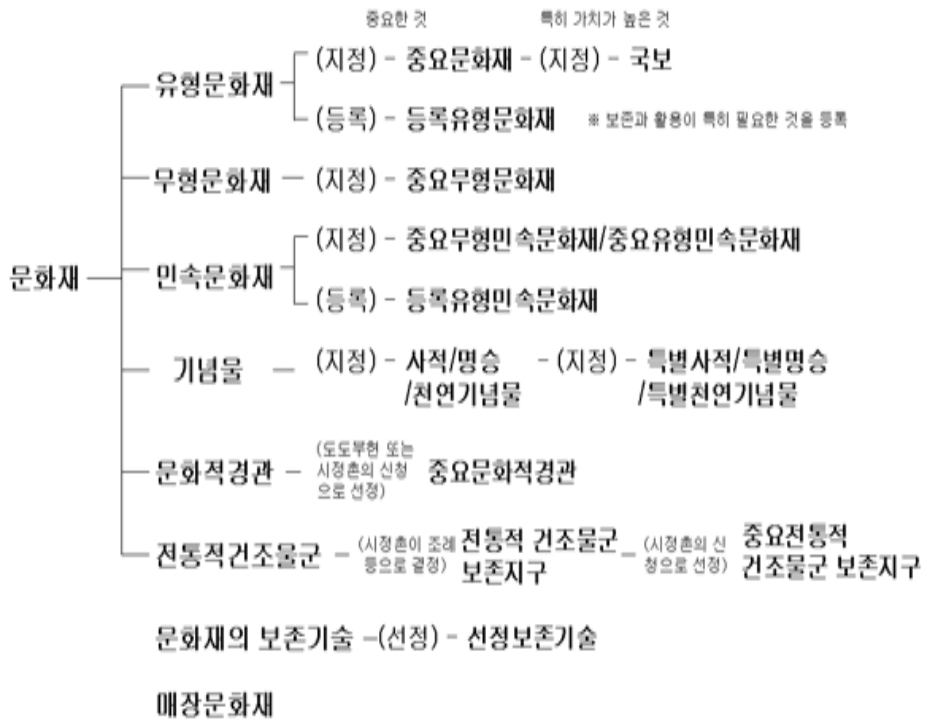 중요한 것 특히 가치가 높은 것
유형문화재 (지정) - 중요문화재 - (지정) - 국보
(등록) - 등록유형문화재 ※ 보존과 활용이 특히 필요한 것을 등록
무형문화재 - (지정) - 중요무형문화재
문화재
민속문화재 (지정) - 중요무형민속문화재/중요유형민속문화재
(등록) - 등록유형민속문화재
기념물 - (지정) - 사적/명승 - (지정) - 특별사적/특별명승
/천연기념물 /특별천연기념물
문화적경관 - (도도부현 또는
시정촌의 신청
으로 선정) 중요문화적경관
전통적건조물군 - (시정촌이 조례
등으로 결정) 전통적 건조물군
보존지구 - (시정촌의 신
청으로 선정) 중요전통적
건조물군 보존지구
문화재의 보존기술 -(선정) - 선정보존기술
매장문화재